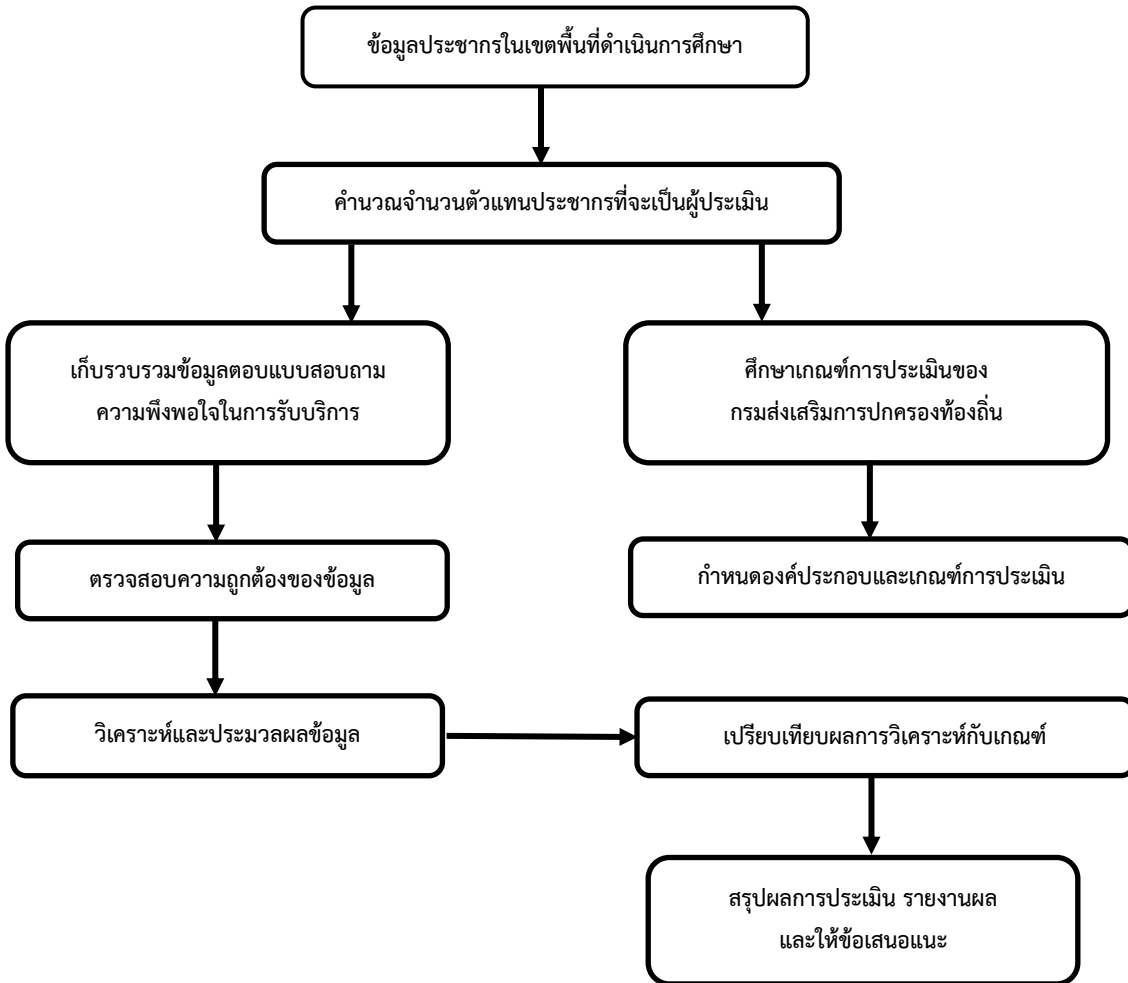 ข้อมูลประชากรในเขตพื้นที่ดำเนินการศึกษา
คำนวณจำนวนตัวแทนประชากรที่จะเป็นผู้ประเมิน
เก็บรวบรวมข้อมูลตอบแบบสอบถาม
ความพึงพอใจในการรับบริการ
ศึกษาเกณฑ์การประเมินของ
กรมส่งเสริมการปกครองท้องถิ่น
ตรวจสอบความถูกต้องของข้อมูล
กำหนดองค์ประกอบและเกณฑ์การประเมิน
วิเคราะห์และประมวลผลข้อมูล
เปรียบเทียบผลการวิเคราะห์กับเกณฑ์
สรุปผลการประเมิน รายงานผล
และให้ข้อเสนอแนะ